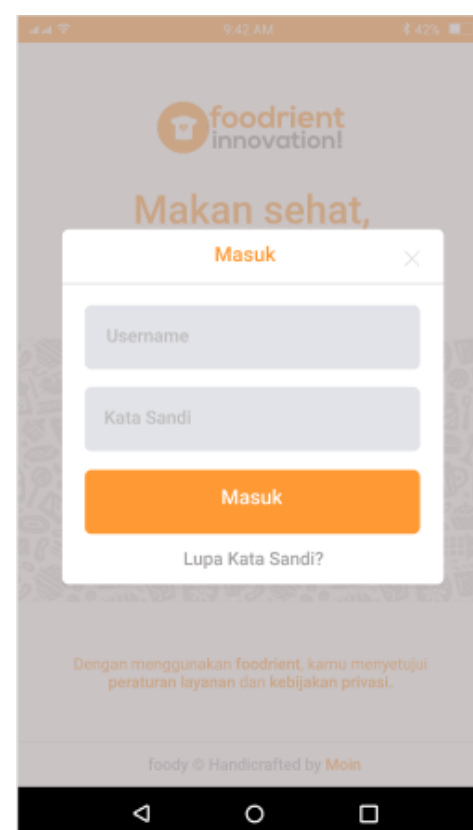 9:42 AM
42%
foodrient
innovation!
Makan sehat,
Masuk
Username
Kata Sandi
Masuk
Lupa Kata Sandi?
Dengan menggunakan foodrient, kamu menyetujui
peraturan layanan dan kebijakan privasi.
foody © Handicrafted by Moin